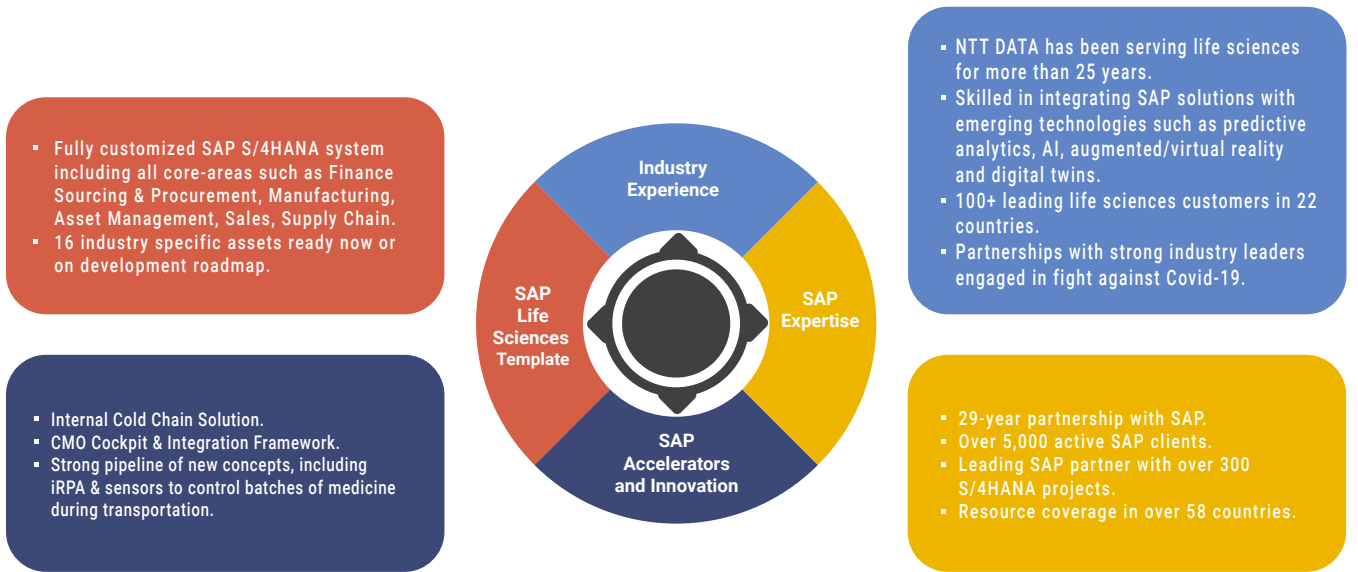 ▪ Fully customized SAP S/4HANA system
including all core-areas such as Finance
Sourcing & Procurement, Manufacturing,
Asset Management, Sales, Supply Chain.
▪ 16 industry specific assets ready now or
on development roadmap.
▪ Internal Cold Chain Solution.
▪ CMO Cockpit & Integration Framework.
▪ Strong pipeline of new concepts, including
iRPA & sensors to control batches of medicine
during transportation.
Industry
Experience
SAP
Life
Sciences
Template
SAP
Expertise
SAP
Accelerators
and Innovation
▪ NTT DATA has been serving life sciences
for more than 25 years.
▪ Skilled in integrating SAP solutions with
emerging technologies such as predictive
analytics, AI, augmented/virtual reality
and digital twins.
▪ 100+ leading life sciences customers in 22
countries.
▪ Partnerships with strong industry leaders
engaged in fight against Covid-19.
▪ 29-year partnership with SAP.
▪ Over 5,000 active SAP clients.
▪ Leading SAP partner with over 300
S/4HANA projects.
▪ Resource coverage in over 58 countries.